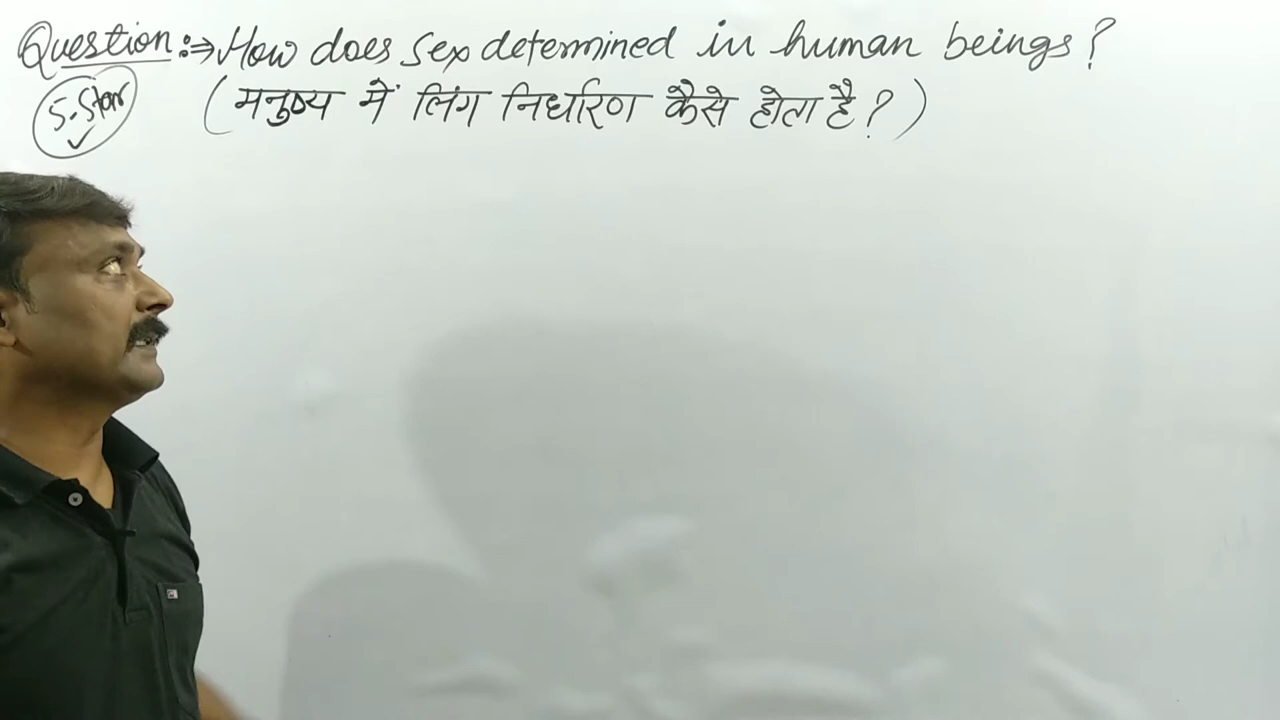 Question :⇒ How does sex determined in human beings?
5-Star ✓
(मनुष्य में लिंग निर्धारण कैसे होता है?)